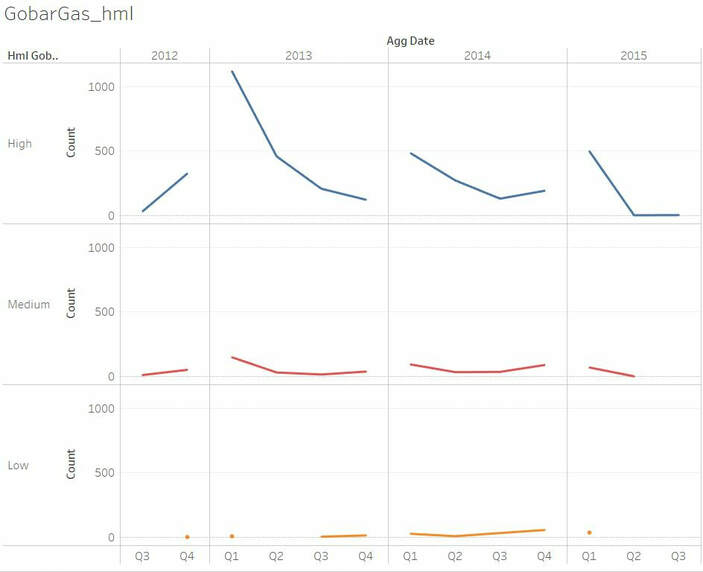 GobarGas_hml
Agg Date
Hml Gob.. 2012 2013 2014 2015
High Count 1000 500 0
Medium Count 1000 500 0
Low Count 1000 500 0
Q3 Q4 Q1 Q2 Q3 Q4 Q1 Q2 Q3 Q4 Q1 Q2 Q3